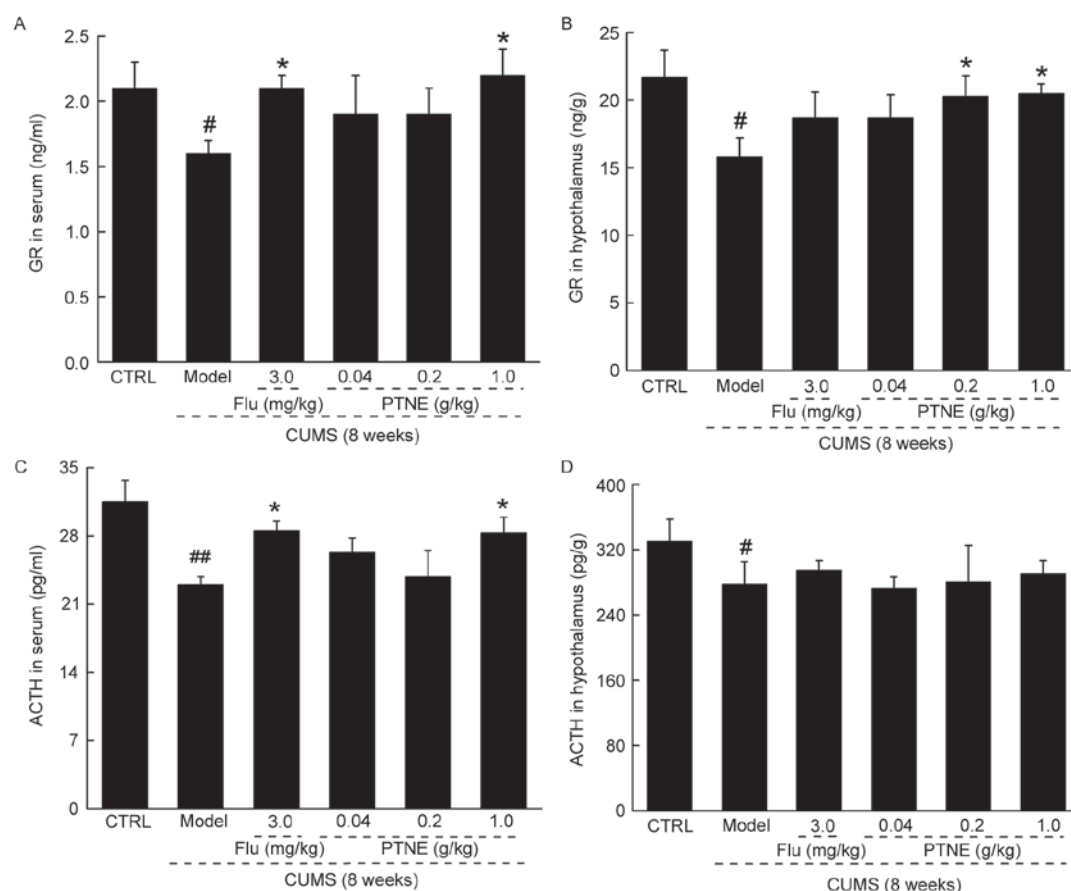 A
GR in serum (ng/ml)
2.5
2.0
1.5
1.0
0.5
0.0
#
*
*
CTRL Model 3.0 0.04 0.2 1.0
Flu (mg/kg) PTNE (g/kg)
CUMS (8 weeks)
B
GR in hypothalamus (ng/g)
25
20
15
10
5
0
#
*
*
CTRL Model 3.0 0.04 0.2 1.0
Flu (mg/kg) PTNE (g/kg)
CUMS (8 weeks)
C
ACTH in serum (pg/ml)
35
28
21
14
7
0
##
*
*
CTRL Model 3.0 0.04 0.2 1.0
Flu (mg/kg) PTNE (g/kg)
CUMS (8 weeks)
D
ACTH in hypothalamus (pg/g)
400
320
240
160
80
0
#
CTRL Model 3.0 0.04 0.2 1.0
Flu (mg/kg) PTNE (g/kg)
CUMS (8 weeks)